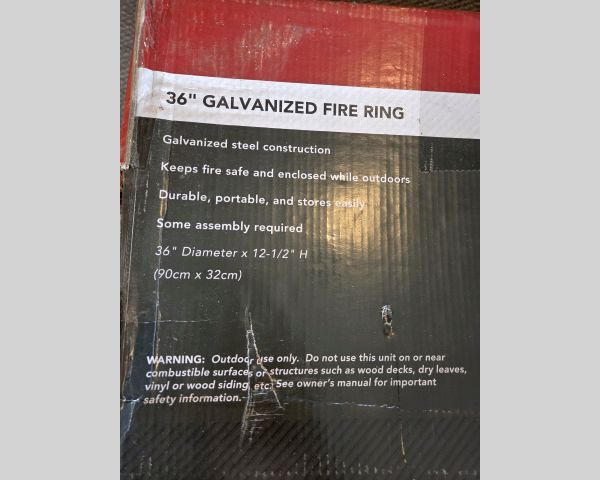 36" GALVANIZED FIRE RING
Galvanized steel construction
Keeps fire safe and enclosed while outdoors
Durable, portable, and stores easily
Some assembly required
36" Diameter x 12-1/2" H
(90cm x 32cm)
WARNING: Outdoor use only. Do not use this unit on or near
combustible surfaces or structures such as wood decks, dry leaves,
vinyl or wood siding, etc. See owner's manual for important
safety information.